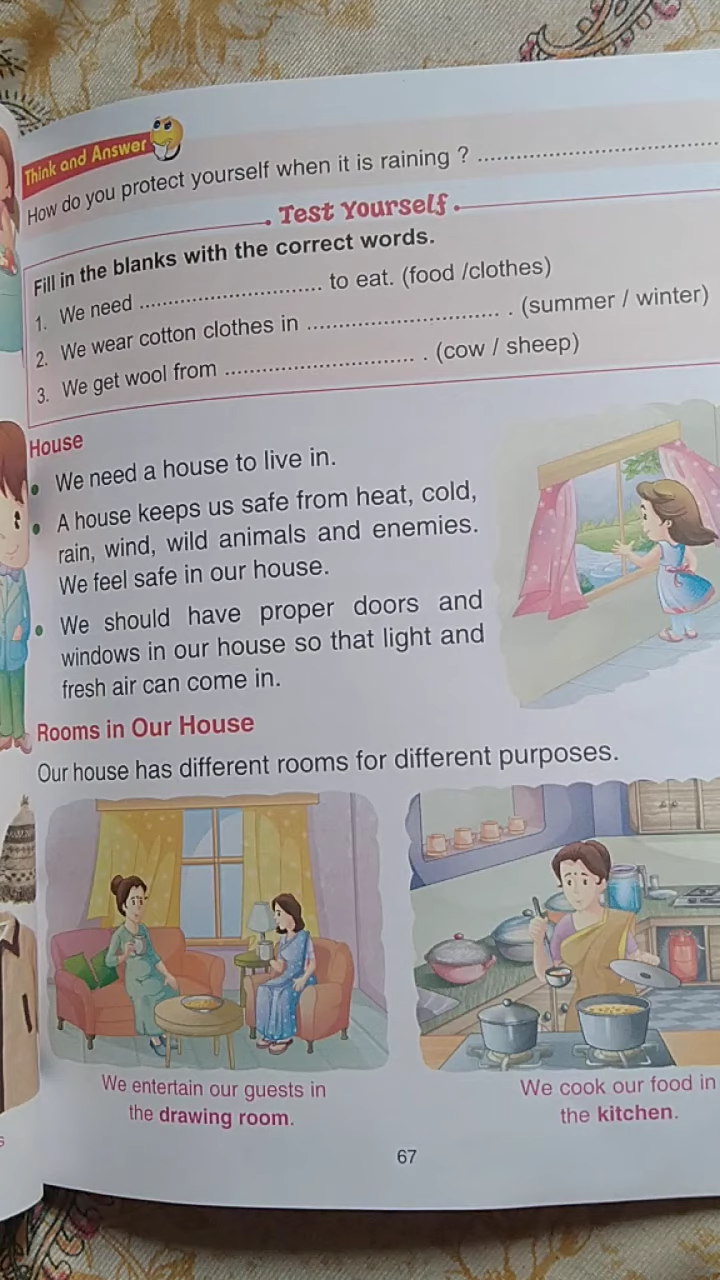 Think and Answer
How do you protect yourself when it is raining ? ........................................
Test Yourself
Fill in the blanks with the correct words.
1. We need .............................. to eat. (food /clothes)
2. We wear cotton clothes in ............................... . (summer / winter)
3. We get wool from .............................. . (cow / sheep)
House
• We need a house to live in.
• A house keeps us safe from heat, cold,
rain, wind, wild animals and enemies.
We feel safe in our house.
• We should have proper doors and
windows in our house so that light and
fresh air can come in.
Rooms in Our House
Our house has different rooms for different purposes.
We entertain our guests in
the drawing room.
We cook our food in
the kitchen.
67